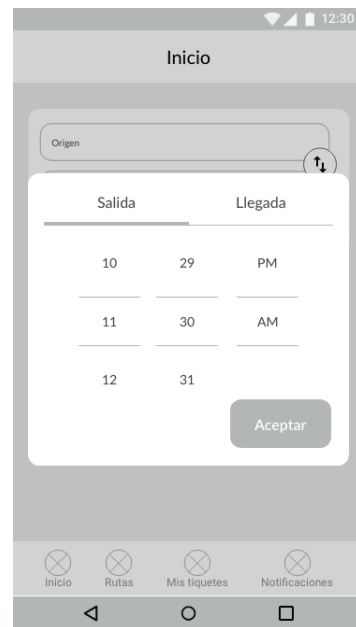 12:30
Inicio
Origen
Salida Llegada
10 29 PM
11 30 AM
12 31
Aceptar
Inicio Rutas Mis tiquetes Notificaciones